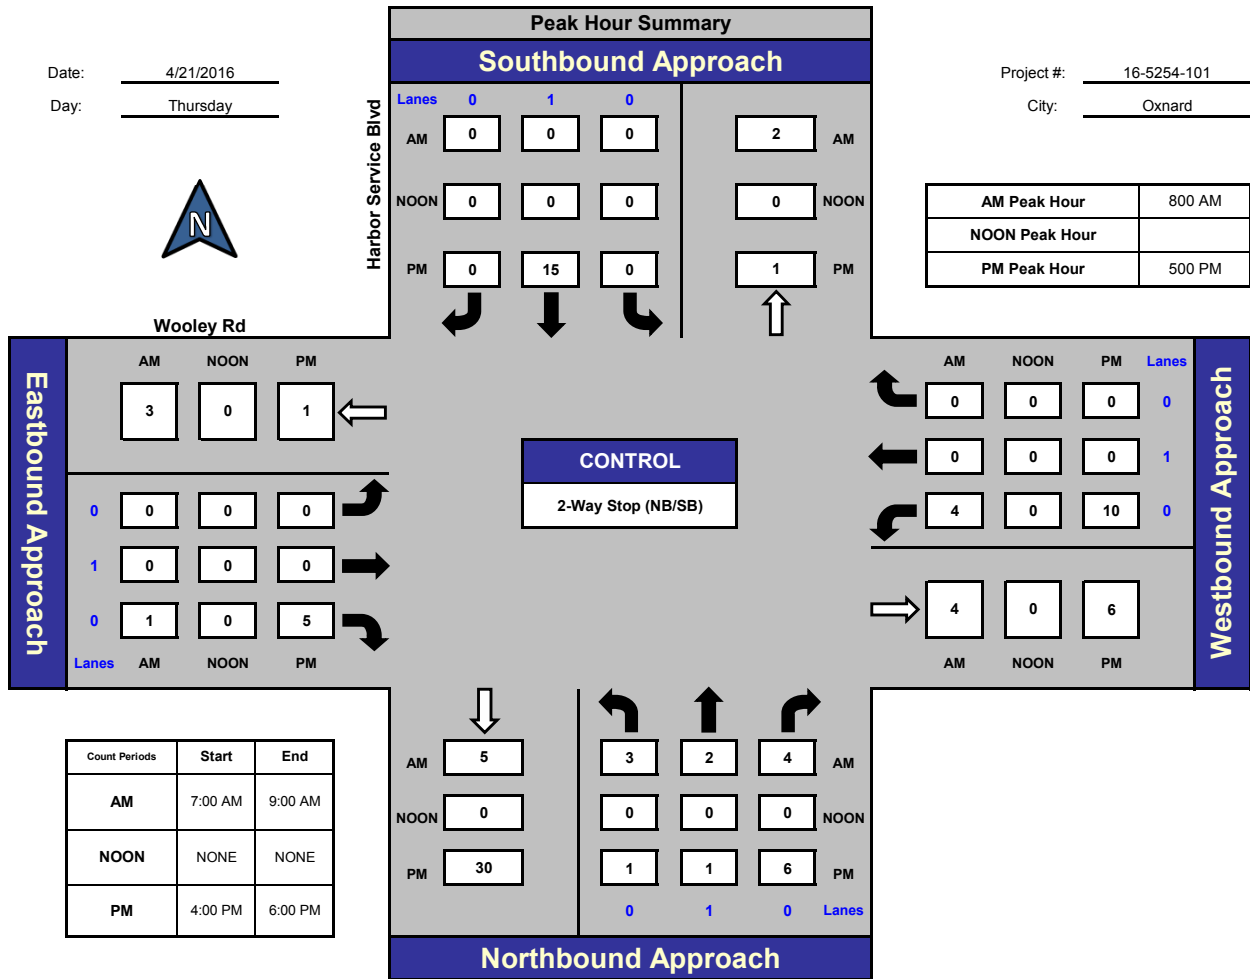 Peak Hour Summary
Southbound Approach
Date: 4/21/2016
Day: Thursday
Project #: 16-5254-101
City: Oxnard
N
Harbor Service Blvd
Lanes 0 1 0
AM 0 0 0 2 AM
NOON 0 0 0 0 NOON
PM 0 15 0 1 PM
AM Peak Hour 800 AM
NOON Peak Hour
PM Peak Hour 500 PM
Wooley Rd
Eastbound Approach
AM NOON PM
3 0 1
0 0 0 0
1 0 0 0
0 1 0 5
Lanes AM NOON PM
CONTROL
2-Way Stop (NB/SB)
AM NOON PM Lanes
0 0 0 0
0 0 0 1
4 0 10 0
4 0 6
AM NOON PM
Westbound Approach
AM 5 3 2 4 AM
NOON 0 0 0 0 NOON
PM 30 1 1 6 PM
0 1 0 Lanes
Northbound Approach
Count Periods Start End
AM 7:00 AM 9:00 AM
NOON NONE NONE
PM 4:00 PM 6:00 PM